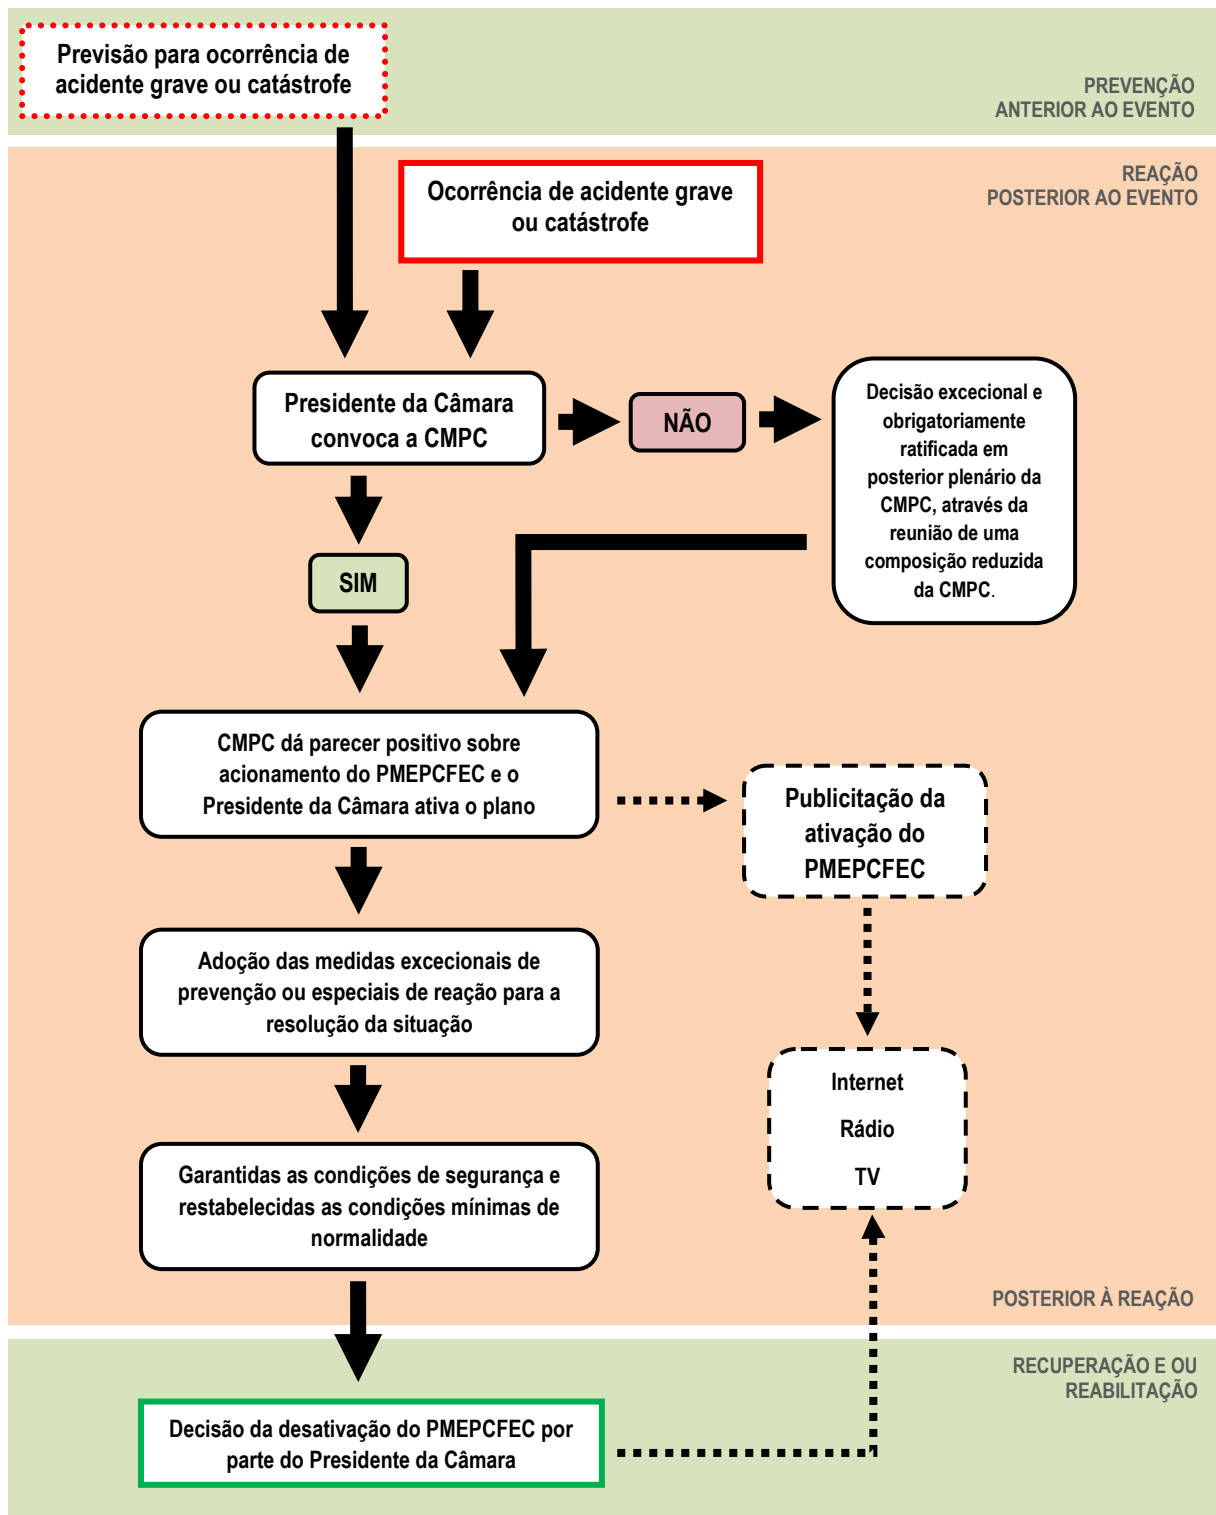 Previsão para ocorrência de
acidente grave ou catástrofe
PREVENÇÃO
ANTERIOR AO EVENTO
REAÇÃO
POSTERIOR AO EVENTO
Ocorrência de acidente grave
ou catástrofe
Presidente da Câmara
convoca a CMPC
NÃO
Decisão excecional e
obrigatoriamente
ratificada em
posterior plenário da
CMPC, através da
reunião de uma
composição reduzida
da CMPC.
SIM
CMPC dá parecer positivo sobre
acionamento do PMEPCFEC e o
Presidente da Câmara ativa o plano
Publicitação da
ativação do
PMEPCFEC
Adoção das medidas excecionais de
prevenção ou especiais de reação para a
resolução da situação
Internet
Rádio
TV
Garantidas as condições de segurança e
restabelecidas as condições mínimas de
normalidade
POSTERIOR À REAÇÃO
RECUPERAÇÃO E OU
REABILITAÇÃO
Decisão da desativação do PMEPCFEC por
parte do Presidente da Câmara